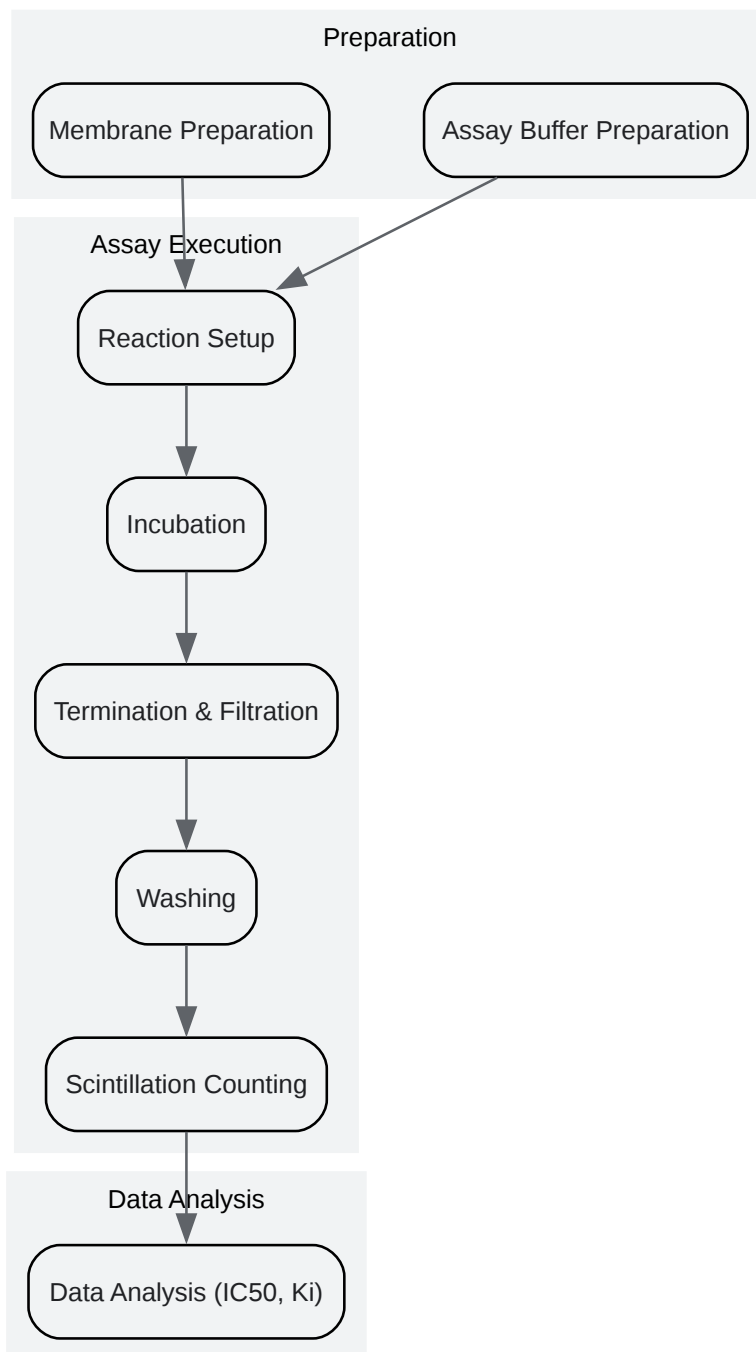 Preparation
Membrane Preparation
Assay Buffer Preparation
Assay Execution
Reaction Setup
Incubation
Termination & Filtration
Washing
Scintillation Counting
Data Analysis
Data Analysis (IC50, Ki)